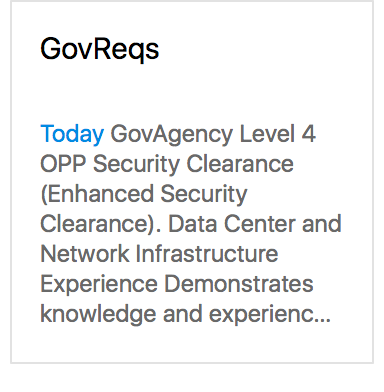 GovReqs
Today GovAgency Level 4
OPP Security Clearance
(Enhanced Security
Clearance). Data Center and
Network Infrastructure
Experience Demonstrates
knowledge and experienc...